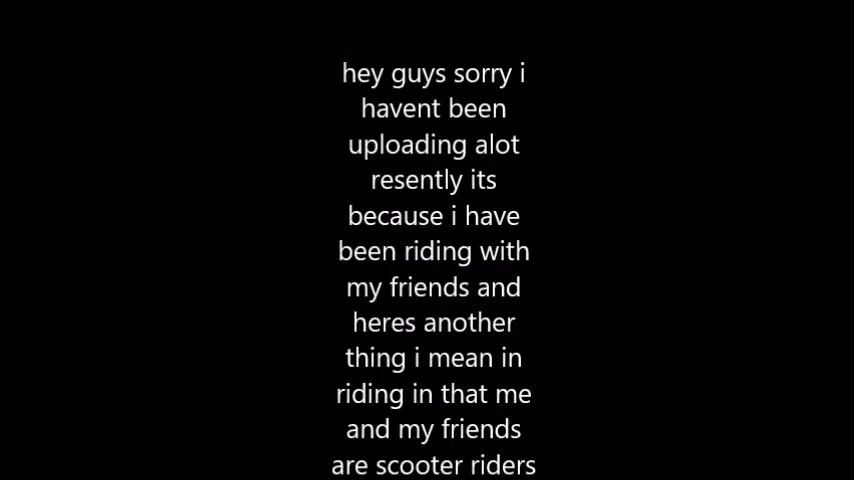 hey guys sorry i
havent been
uploading alot
resently its
because i have
been riding with
my friends and
heres another
thing i mean in
riding in that me
and my friends
are scooter riders